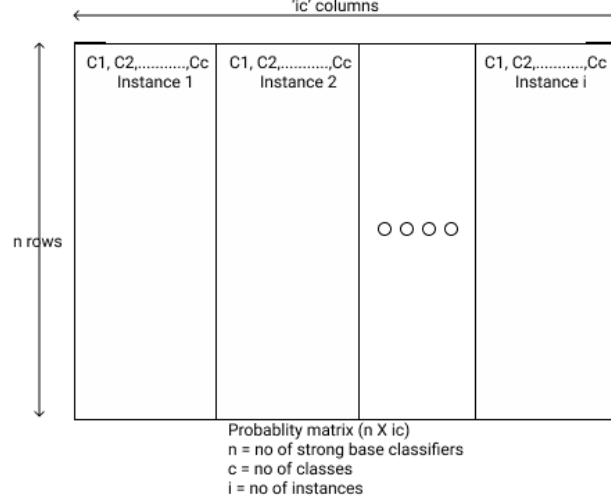 'ic' columns
C1, C2,...........,Cc
Instance 1
C1, C2,...........,Cc
Instance 2
C1, C2,...........,Cc
Instance i
n rows
Probablity matrix (n X ic)
n = no of strong base classifiers
c = no of classes
i = no of instances